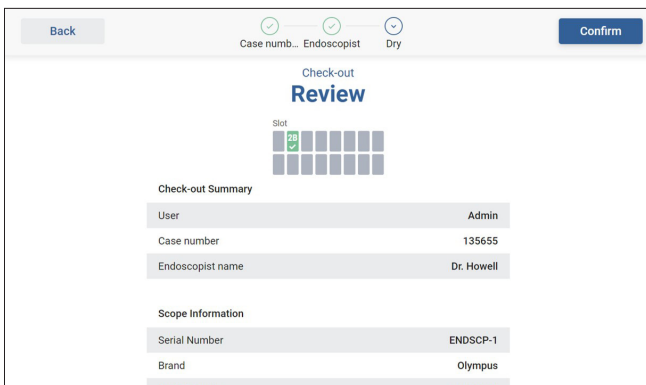 Back
Case numb... Endoscopist Dry
Confirm
Check-out
Review
Slot
2B
Check-out Summary
User Admin
Case number 135655
Endoscopist name Dr. Howell
Scope Information
Serial Number ENDSCP-1
Brand Olympus